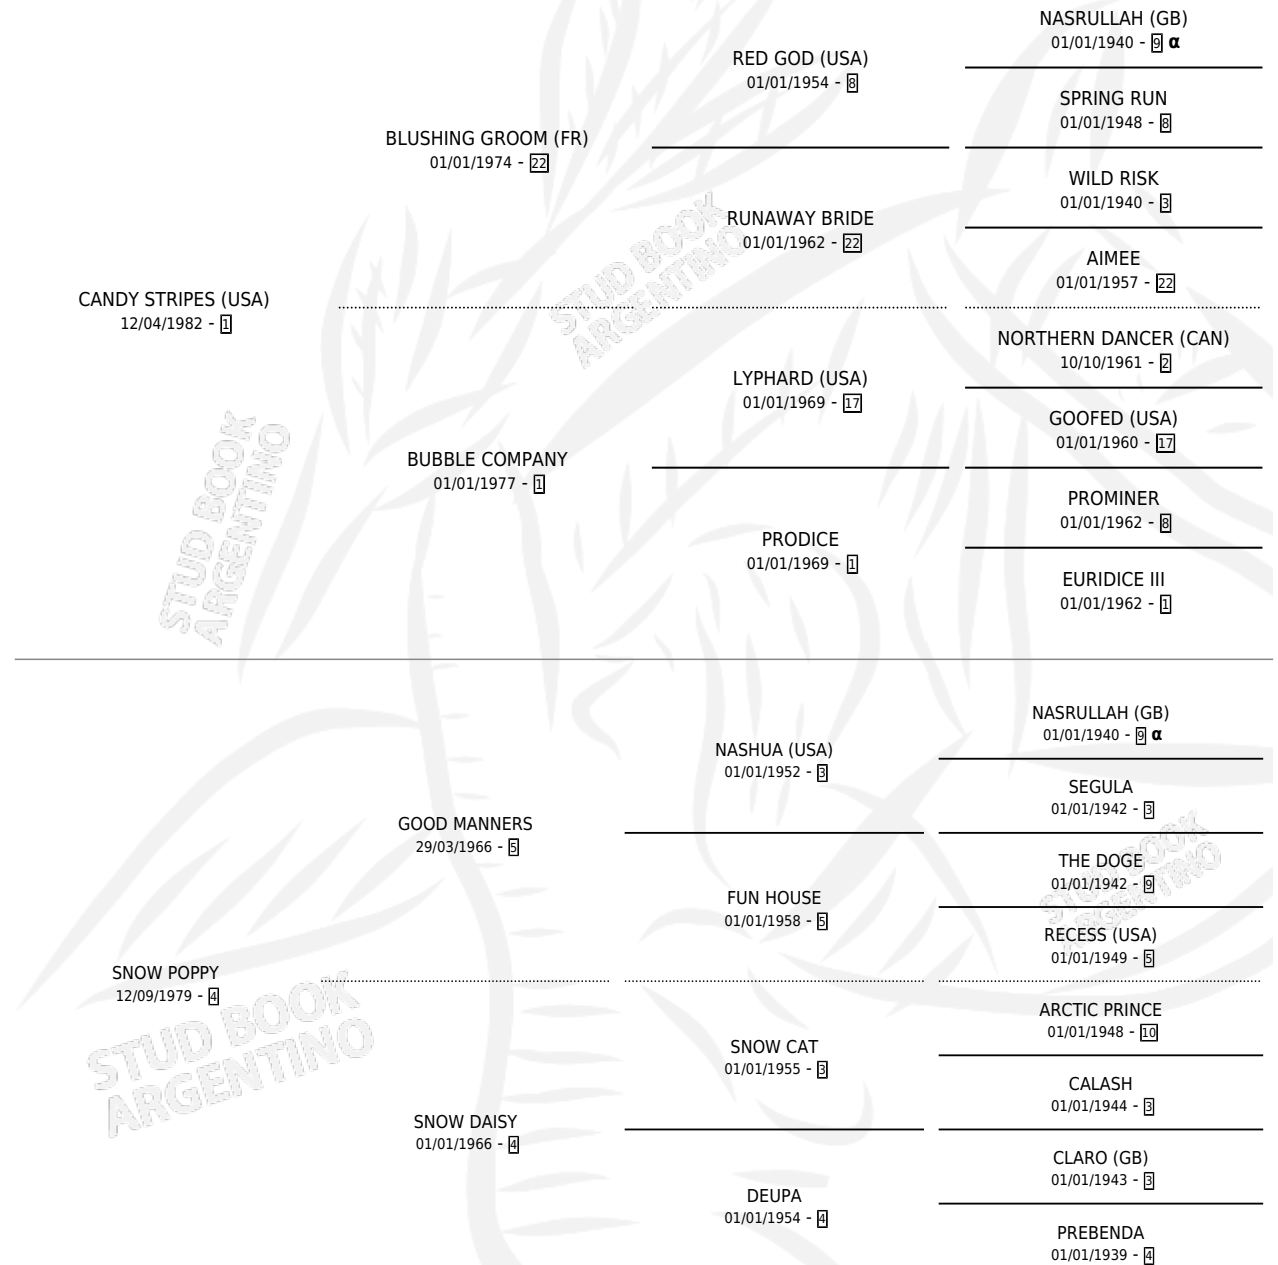 NASRULLAH (GB)
01/01/1940 - 9 α
RED GOD (USA)
01/01/1954 - 8
SPRING RUN
01/01/1948 - 8
BLUSHING GROOM (FR)
01/01/1974 - 22
WILD RISK
01/01/1940 - 3
RUNAWAY BRIDE
01/01/1962 - 22
AIMEE
01/01/1957 - 22
CANDY STRIPES (USA)
12/04/1982 - 1
NORTHERN DANCER (CAN)
10/10/1961 - 2
LYPHARD (USA)
01/01/1969 - 17
GOOFED (USA)
01/01/1960 - 17
BUBBLE COMPANY
01/01/1977 - 1
PROMINER
01/01/1962 - 8
PRODICE
01/01/1969 - 1
EURIDICE III
01/01/1962 - 1
NASRULLAH (GB)
01/01/1940 - 9 α
NASHUA (USA)
01/01/1952 - 3
SEGULA
01/01/1942 - 3
GOOD MANNERS
29/03/1966 - 5
THE DOGE
01/01/1942 - 9
FUN HOUSE
01/01/1958 - 5
RECESS (USA)
01/01/1949 - 5
SNOW POPPY
12/09/1979 - 4
ARCTIC PRINCE
01/01/1948 - 10
SNOW CAT
01/01/1955 - 3
CALASH
01/01/1944 - 3
SNOW DAISY
01/01/1966 - 4
CLARO (GB)
01/01/1943 - 3
DEUPA
01/01/1954 - 4
PREBENDA
01/01/1939 - 4
STUD BOOK
ARGENTINO
STUD BOOK
ARGENTINO
STUD BOOK
ARGENTINO
STUD BOOK
ARGENTINO